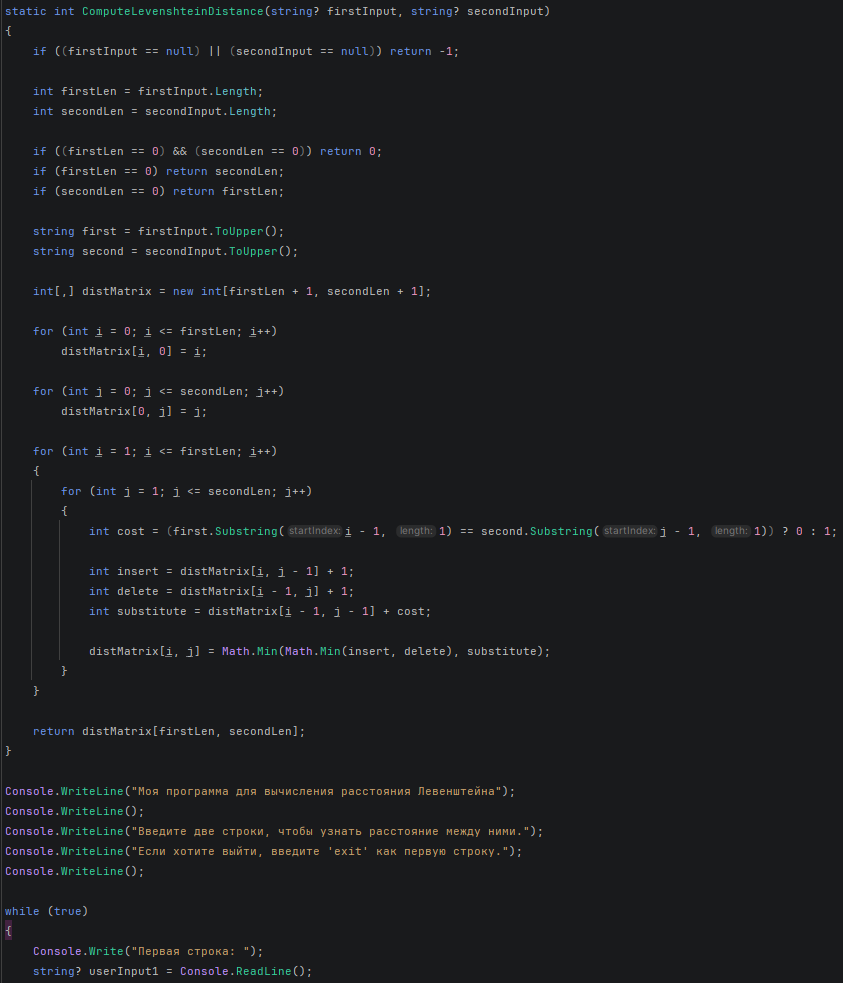 static int ComputeLevenshteinDistance(string? firstInput, string? secondInput)
{
    if ((firstInput == null) || (secondInput == null)) return -1;

    int firstLen = firstInput.Length;
    int secondLen = secondInput.Length;

    if ((firstLen == 0) && (secondLen == 0)) return 0;
    if (firstLen == 0) return secondLen;
    if (secondLen == 0) return firstLen;

    string first = firstInput.ToUpper();
    string second = secondInput.ToUpper();

    int[,] distMatrix = new int[firstLen + 1, secondLen + 1];

    for (int i = 0; i <= firstLen; i++)
        distMatrix[i, 0] = i;

    for (int j = 0; j <= secondLen; j++)
        distMatrix[0, j] = j;

    for (int i = 1; i <= firstLen; i++)
    {
        for (int j = 1; j <= secondLen; j++)
        {
            int cost = (first.Substring(startIndex: i - 1, length: 1) == second.Substring(startIndex: j - 1, length: 1)) ? 0 : 1;

            int insert = distMatrix[i, j - 1] + 1;
            int delete = distMatrix[i - 1, j] + 1;
            int substitute = distMatrix[i - 1, j - 1] + cost;

            distMatrix[i, j] = Math.Min(Math.Min(insert, delete), substitute);
        }
    }

    return distMatrix[firstLen, secondLen];
}

Console.WriteLine("Моя программа для вычисления расстояния Левенштейна");
Console.WriteLine();
Console.WriteLine("Введите две строки, чтобы узнать расстояние между ними.");
Console.WriteLine("Если хотите выйти, введите 'exit' как первую строку.");
Console.WriteLine();

while (true)
{
    Console.Write("Первая строка: ");
    string? userInput1 = Console.ReadLine();